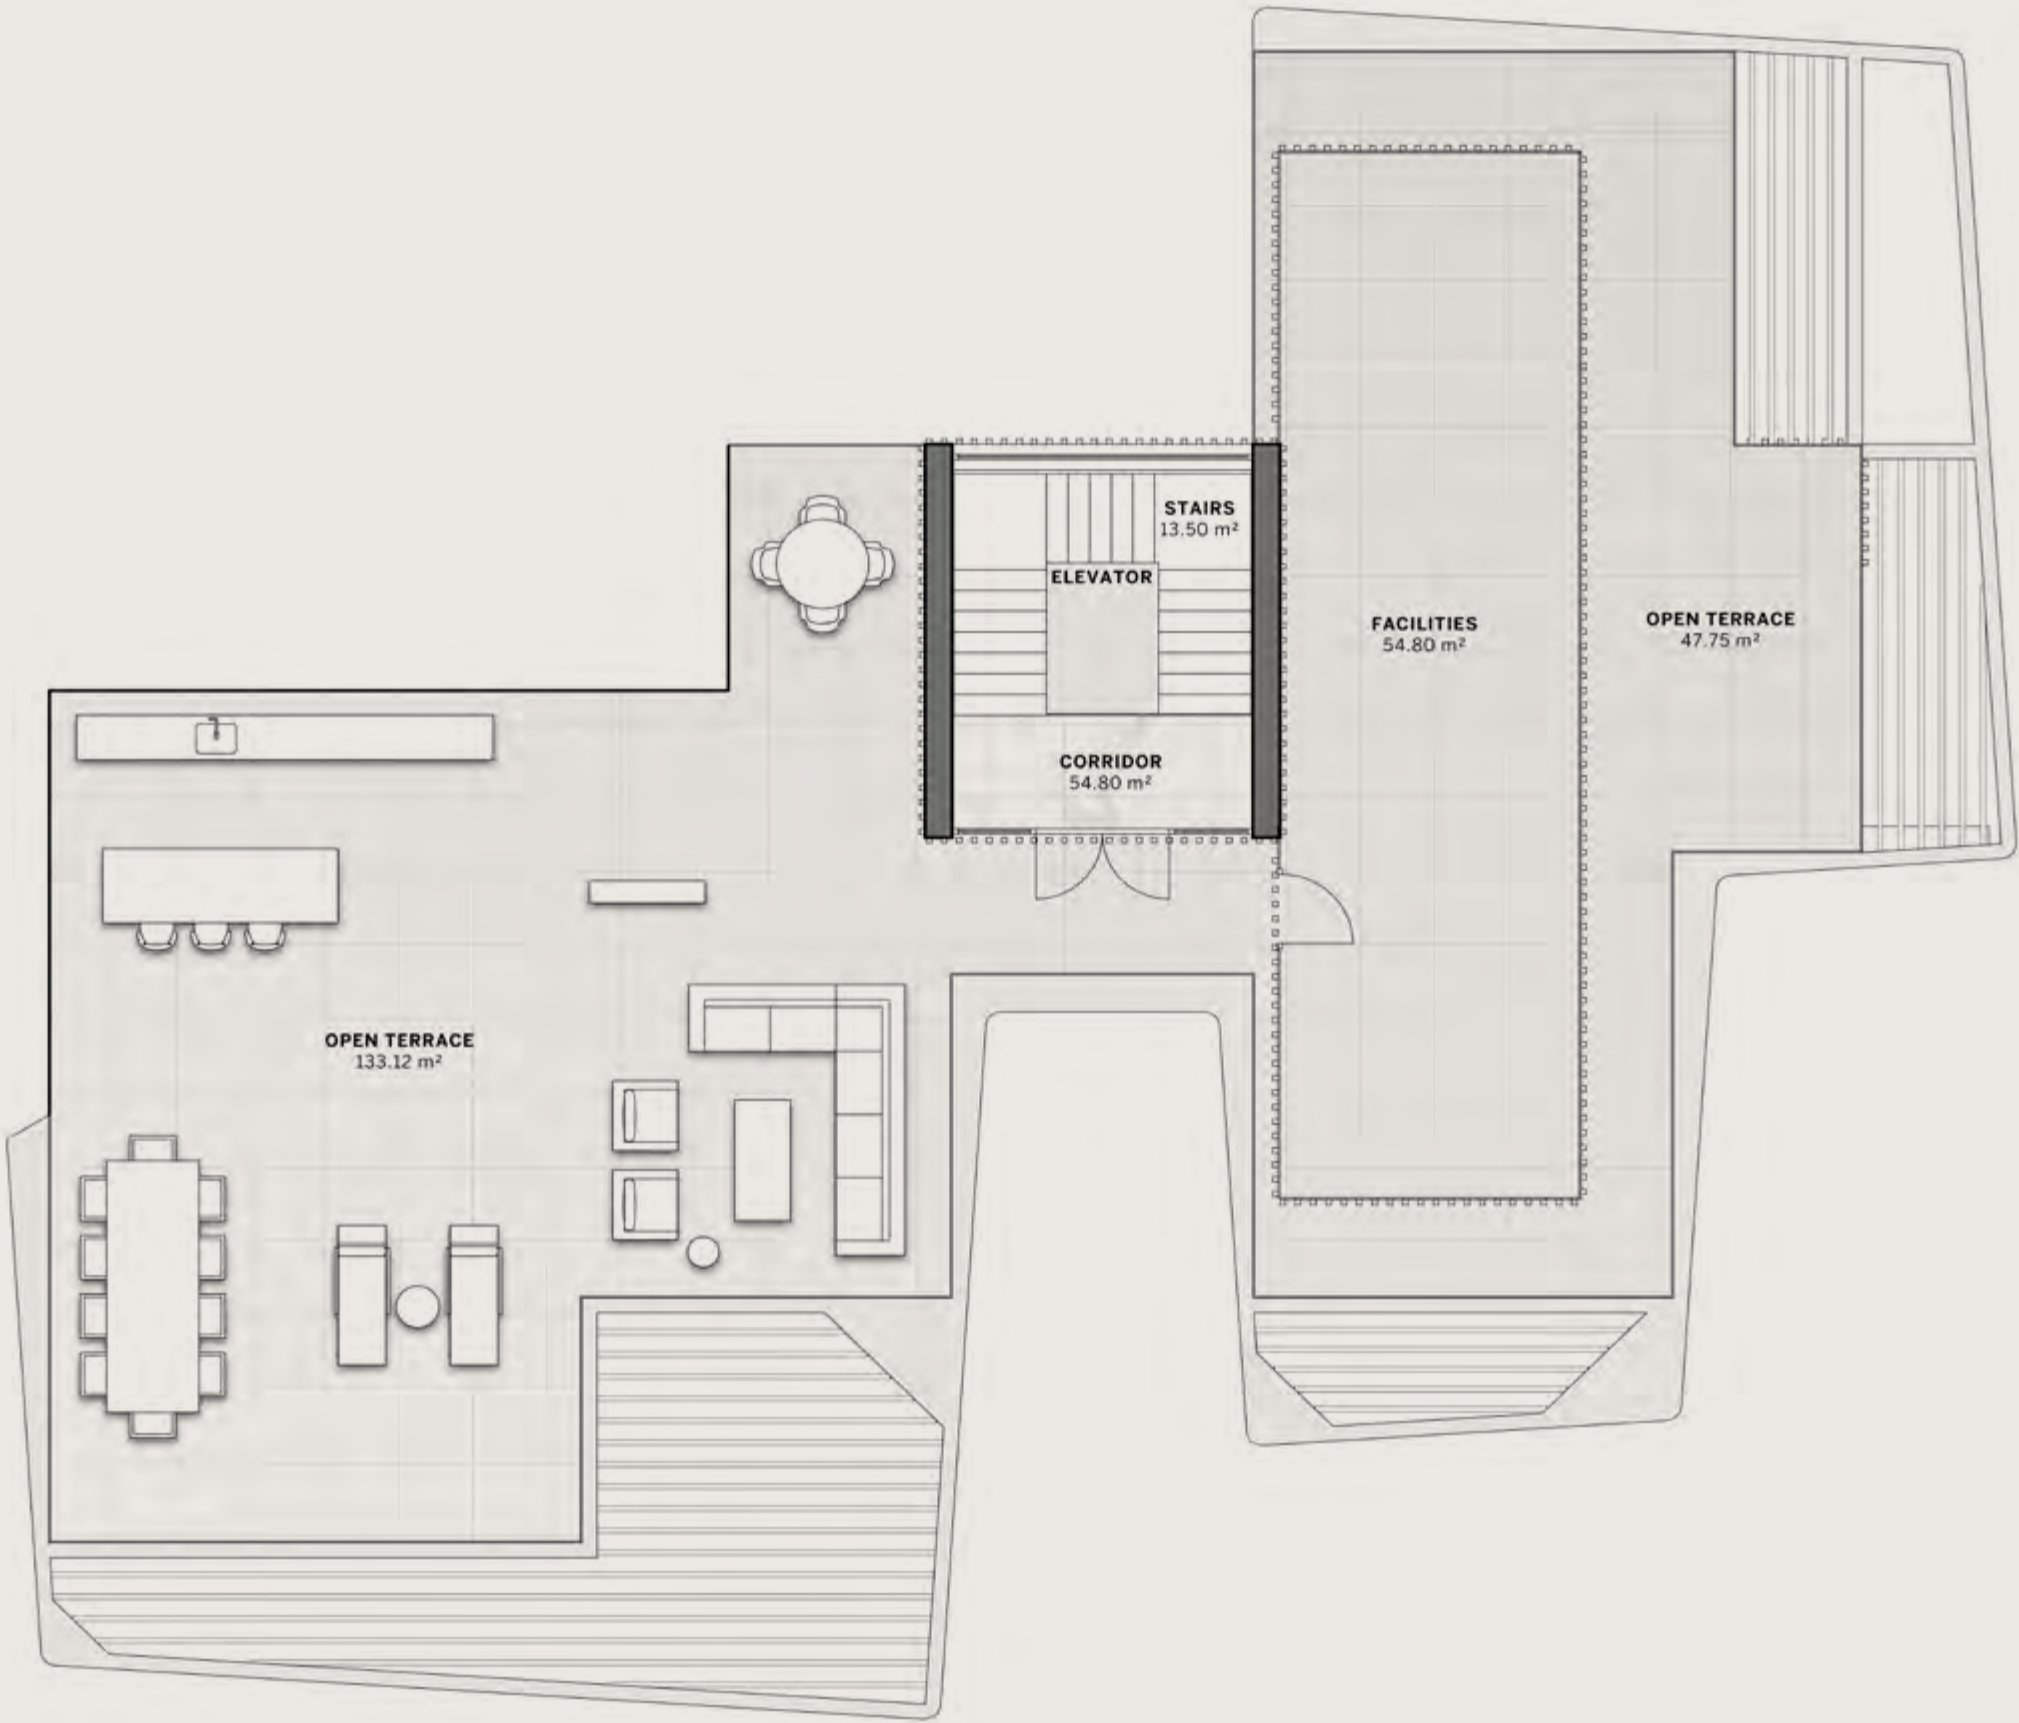 STAIRS
13.50 m²
ELEVATOR
FACILITIES
54.80 m²
OPEN TERRACE
47.75 m²
CORRIDOR
54.80 m²
OPEN TERRACE
133.12 m²